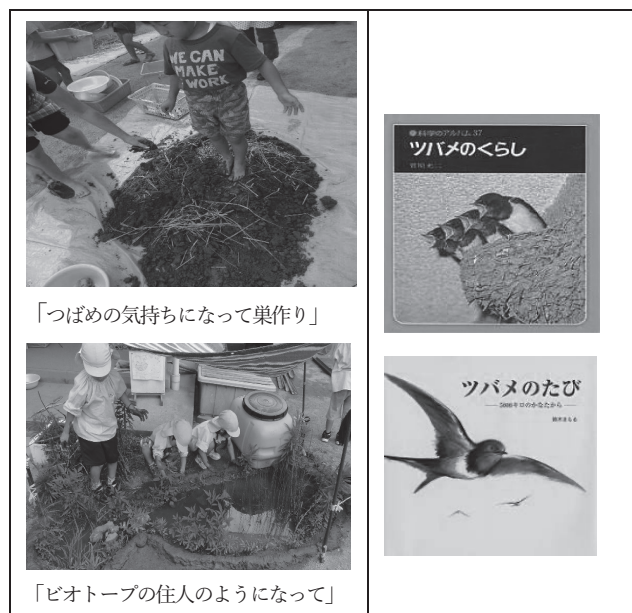 WE CAN
MAKE
WORK
「つばめの気持ちになって巣作り」
「ビオトープの住人のようになって」
●科学のアルバム 37
ツバメのくらし
ツバメのたび
— 5000キロのかなたから —